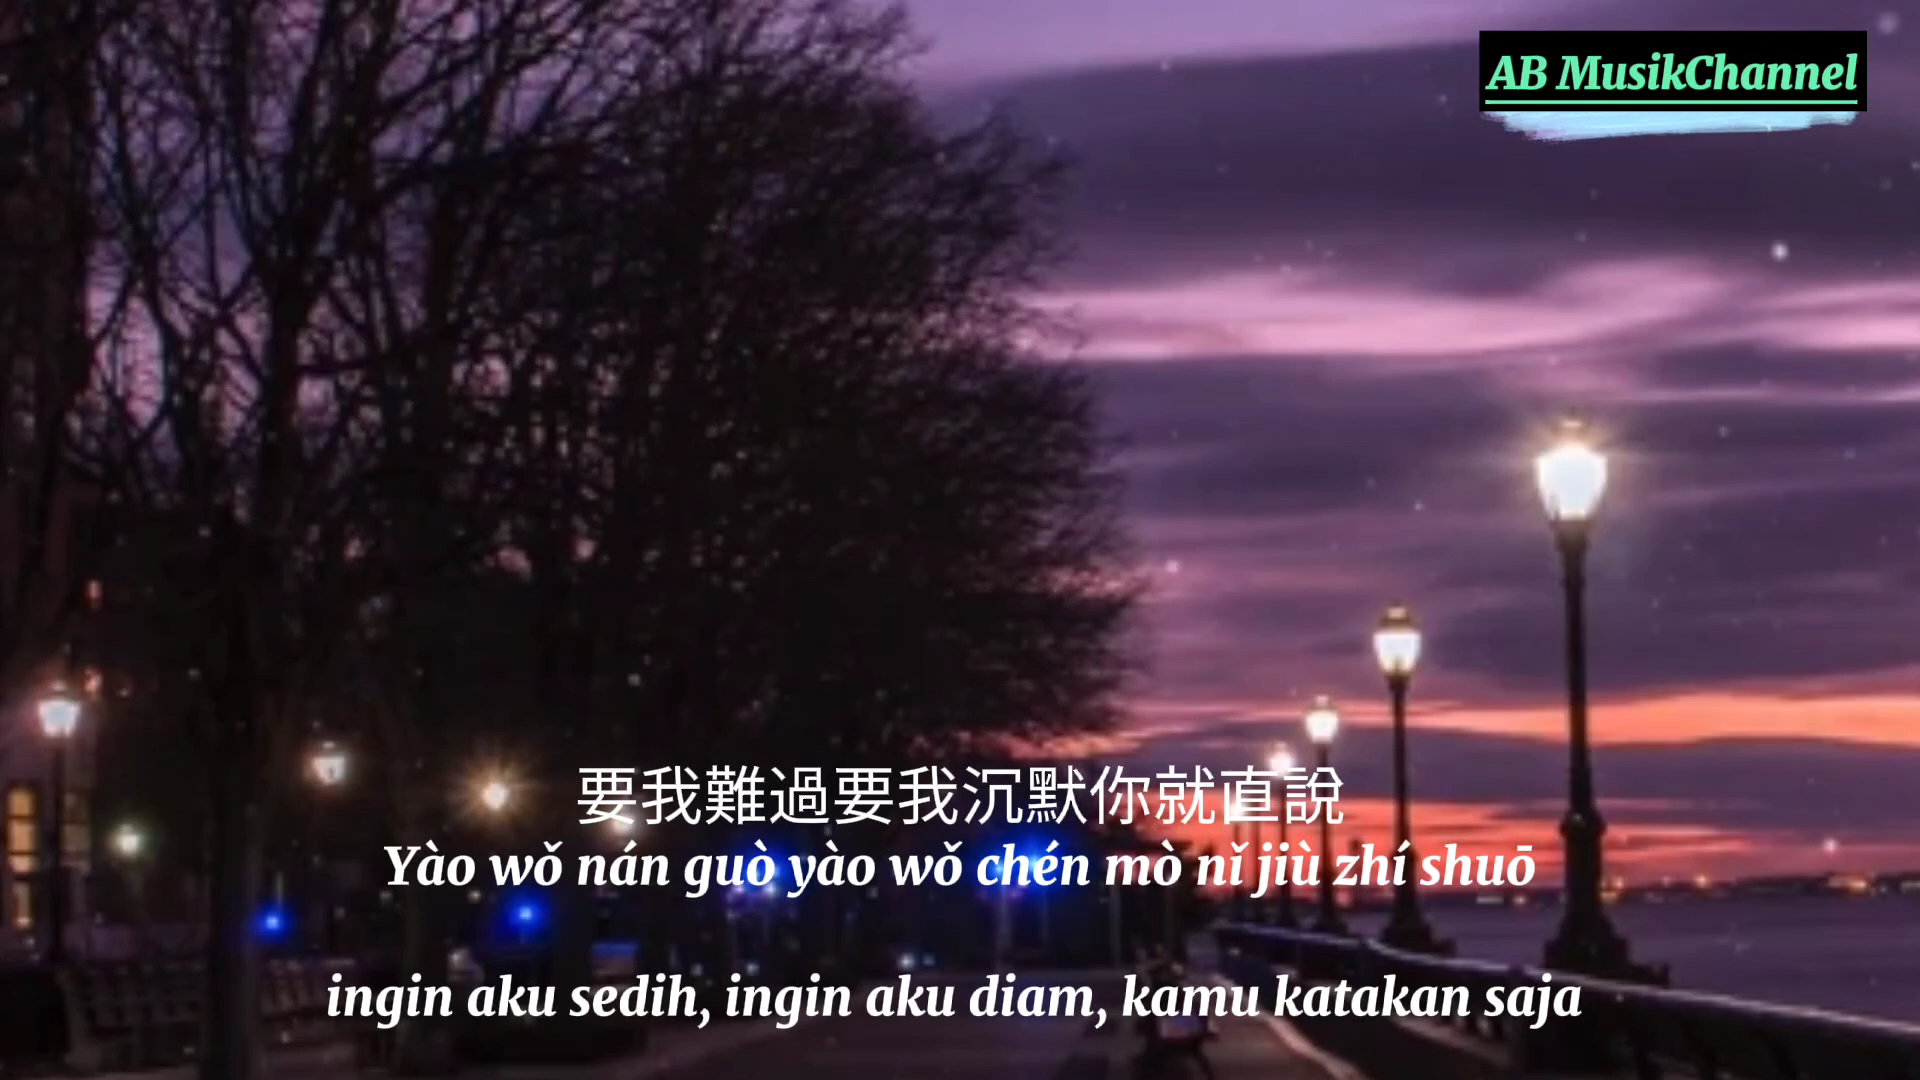 AB MusikChannel
要我難過要我沉默你就直說
Yào wǒ nán guò yào wǒ chén mò nǐ jiù zhí shuō
ingin aku sedih, ingin aku diam, kamu katakan saja